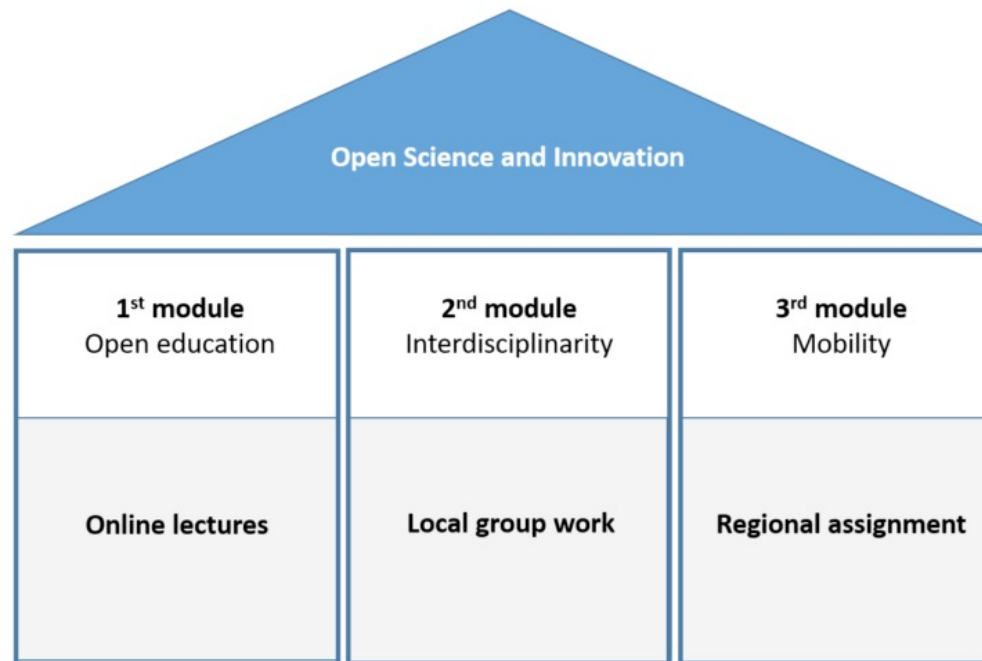 Open Science and Innovation
1st module
Open education
2nd module
Interdisciplinarity
3rd module
Mobility
Online lectures
Local group work
Regional assignment